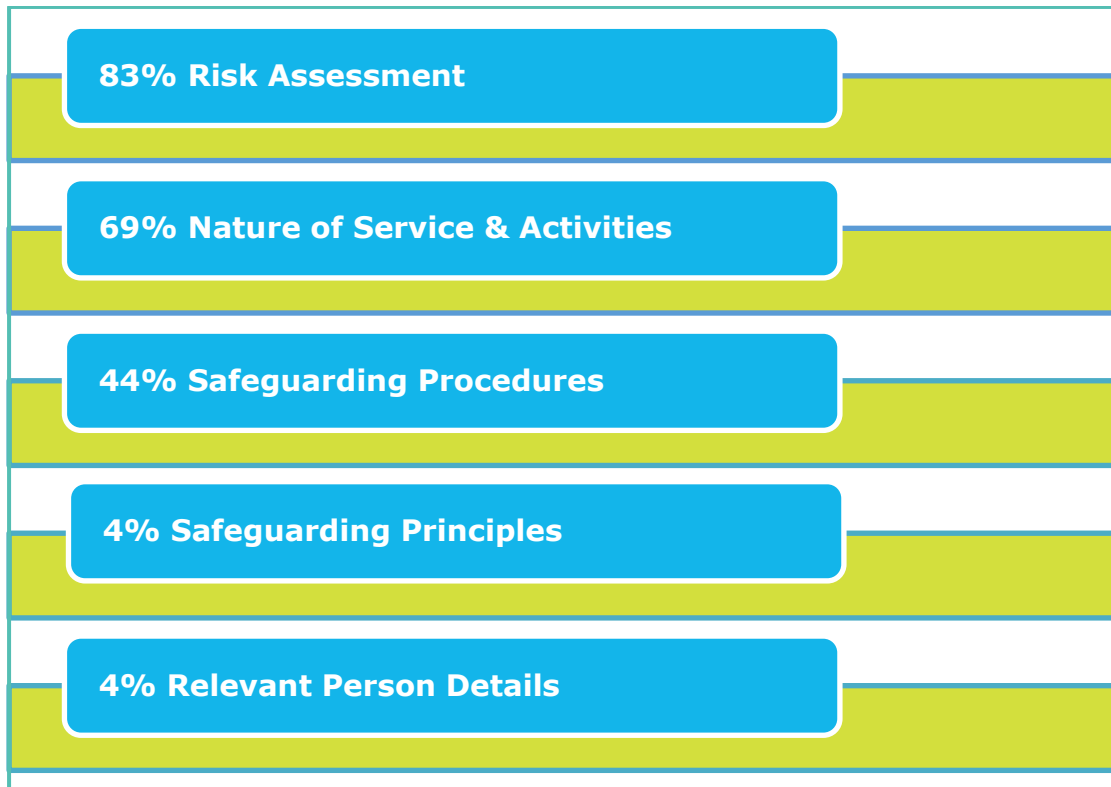 83% Risk Assessment
69% Nature of Service & Activities
44% Safeguarding Procedures
4% Safeguarding Principles
4% Relevant Person Details